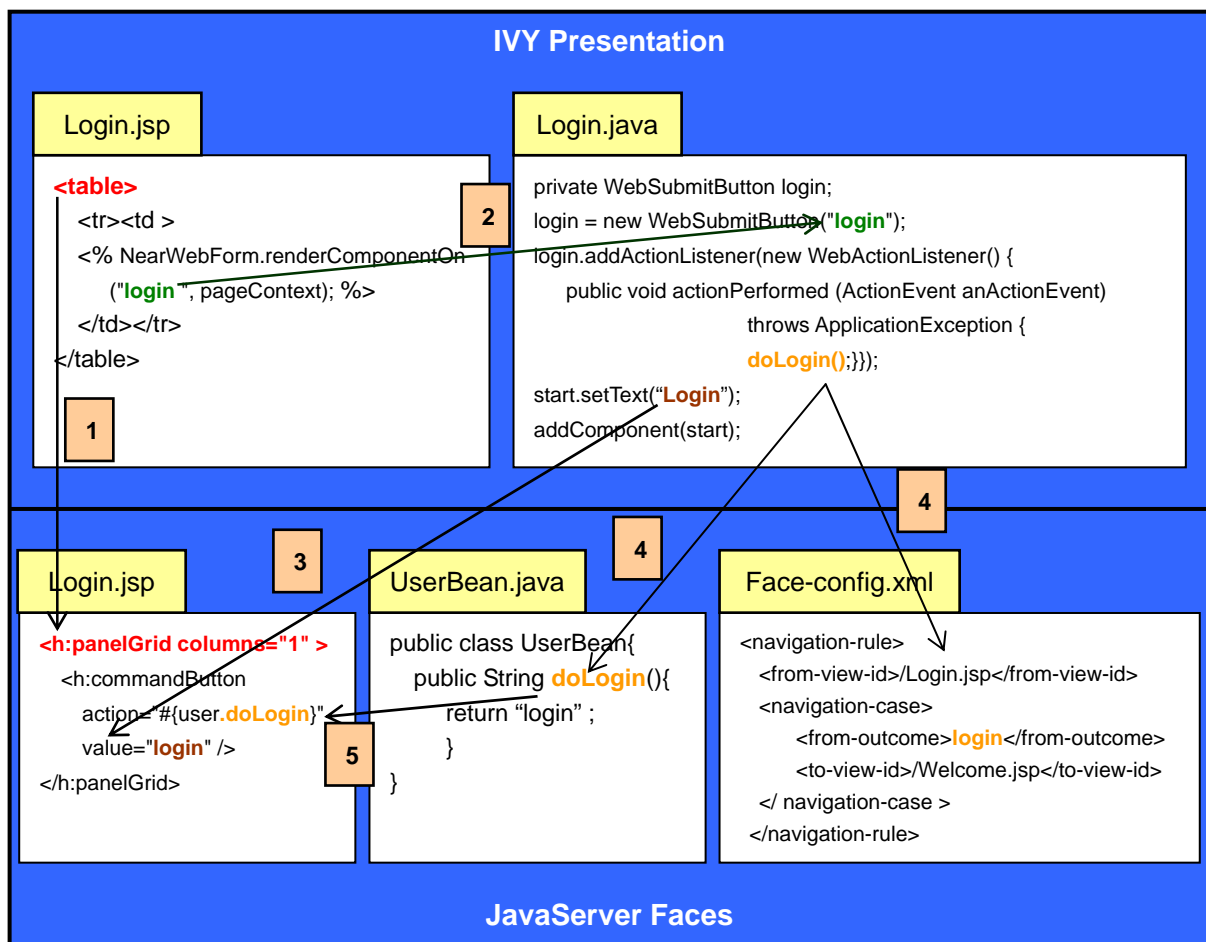 IVY Presentation
Login.jsp
<table>
<tr><td >
<% NearWebForm.renderComponentOn
("login ", pageContext); %>
</td></tr>
</table>
1
2
Login.java
private WebSubmitButton login;
login = new WebSubmitButton("login");
login.addActionListener(new WebActionListener() {
public void actionPerformed (ActionEvent anActionEvent)
throws ApplicationException {
doLogin();}});
start.setText(“Login”);
addComponent(start);
4
3
4
Login.jsp
<h:panelGrid columns="1" >
<h:commandButton
action="#{user.doLogin}"
value="login" />
</h:panelGrid>
5
UserBean.java
public class UserBean{
public String doLogin(){
return “login” ;
}
}
Face-config.xml
<navigation-rule>
<from-view-id>/Login.jsp</from-view-id>
<navigation-case>
<from-outcome>login</from-outcome>
<to-view-id>/Welcome.jsp</to-view-id>
</ navigation-case >
</navigation-rule>
JavaServer Faces